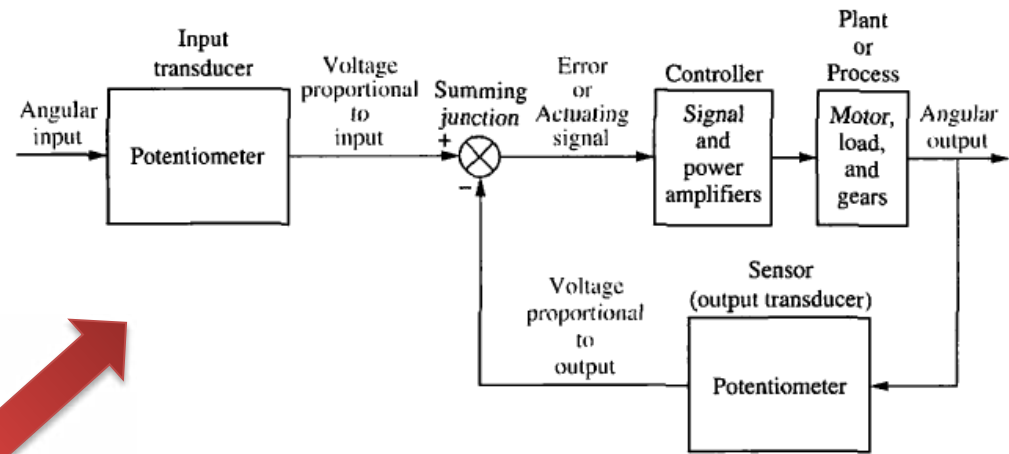 Input
transducer
Angular
input
Potentiometer
Voltage
proportional
to
input
Summing
junction
+
−
Error
or
Actuating
signal
Controller
Signal
and
power
amplifiers
Plant
or
Process
Motor,
load,
and
gears
Angular
output
Voltage
proportional
to
output
Sensor
(output transducer)
Potentiometer